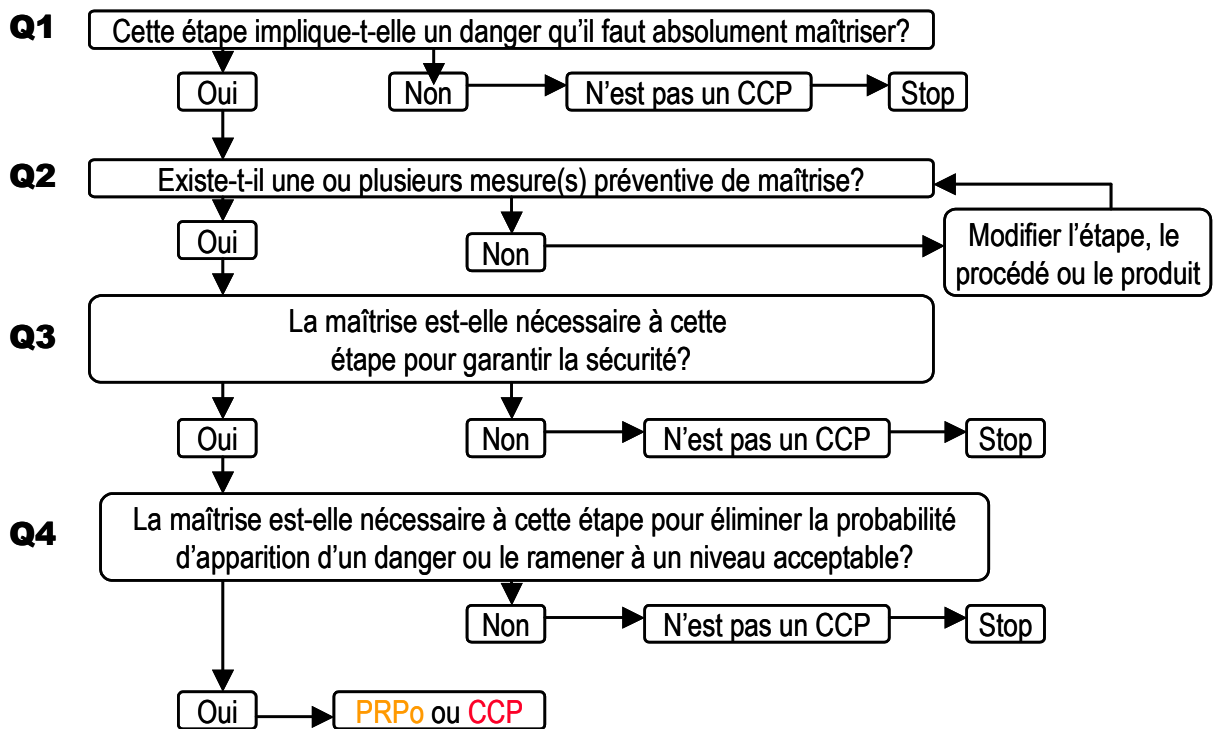 Q1
Cette étape implique-t-elle un danger qu'il faut absolument maîtriser?
Oui
Non
N'est pas un CCP
Stop
Q2
Existe-t-il une ou plusieurs mesure(s) préventive de maîtrise?
Oui
Non
Modifier l'étape, le
procédé ou le produit
Q3
La maîtrise est-elle nécessaire à cette
étape pour garantir la sécurité?
Oui
Non
N'est pas un CCP
Stop
Q4
La maîtrise est-elle nécessaire à cette étape pour éliminer la probabilité
d'apparition d'un danger ou le ramener à un niveau acceptable?
Non
N'est pas un CCP
Stop
Oui
PRPo ou CCP